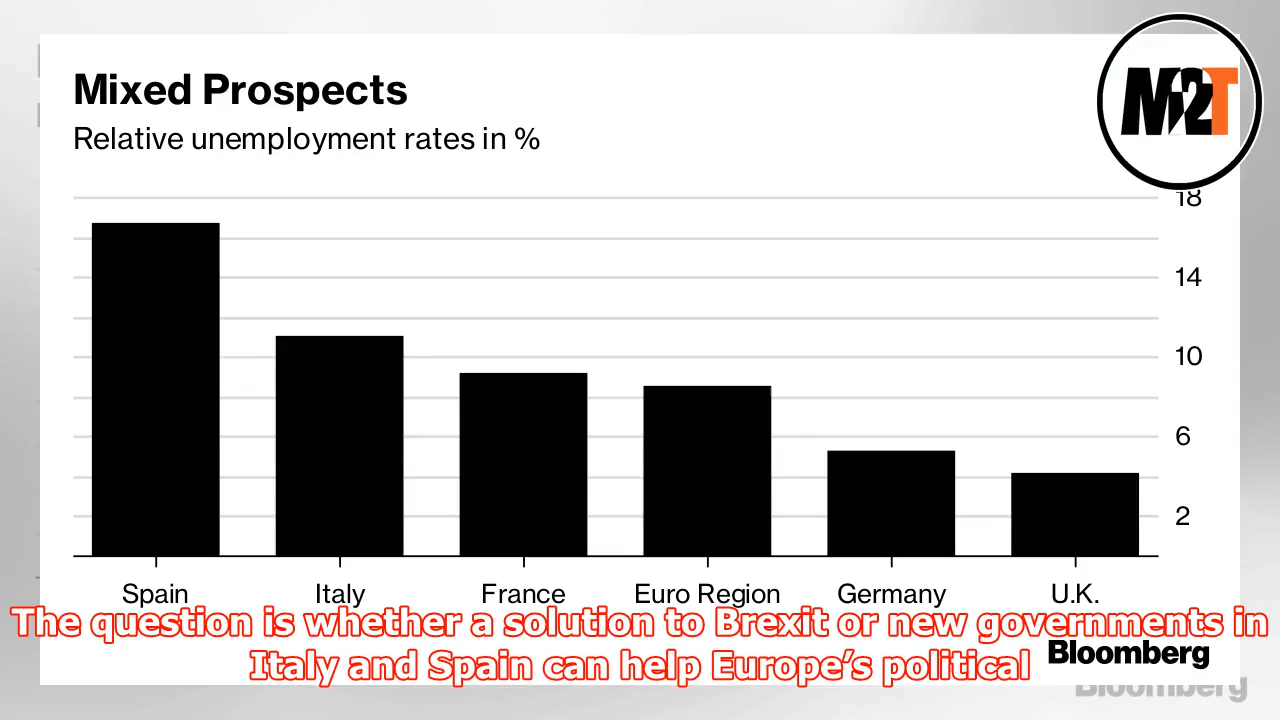 Mixed Prospects
Relative unemployment rates in %
M2T
18
14
10
6
2
Spain Italy France Euro Region Germany U.K.
The question is whether a solution to Brexit or new governments in
Italy and Spain can help Europe’s political
Bloomberg
Bloomberg